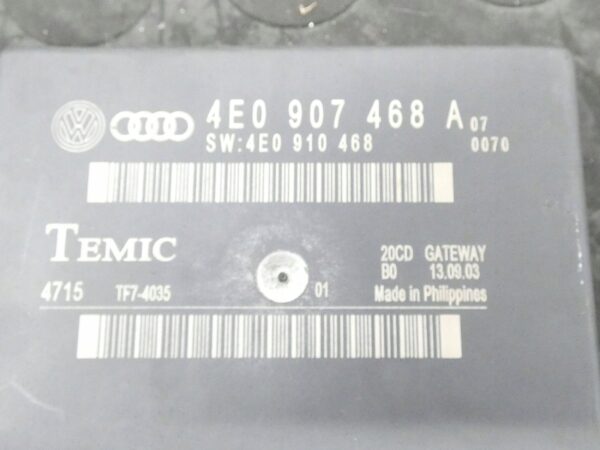 VW 4E0 907 468 A 07
SW:4E0 910 468 0070
TEMIC
20CD GATEWAY
B0 13.09.03
4715 TF7-4035 01 Made in Philippines